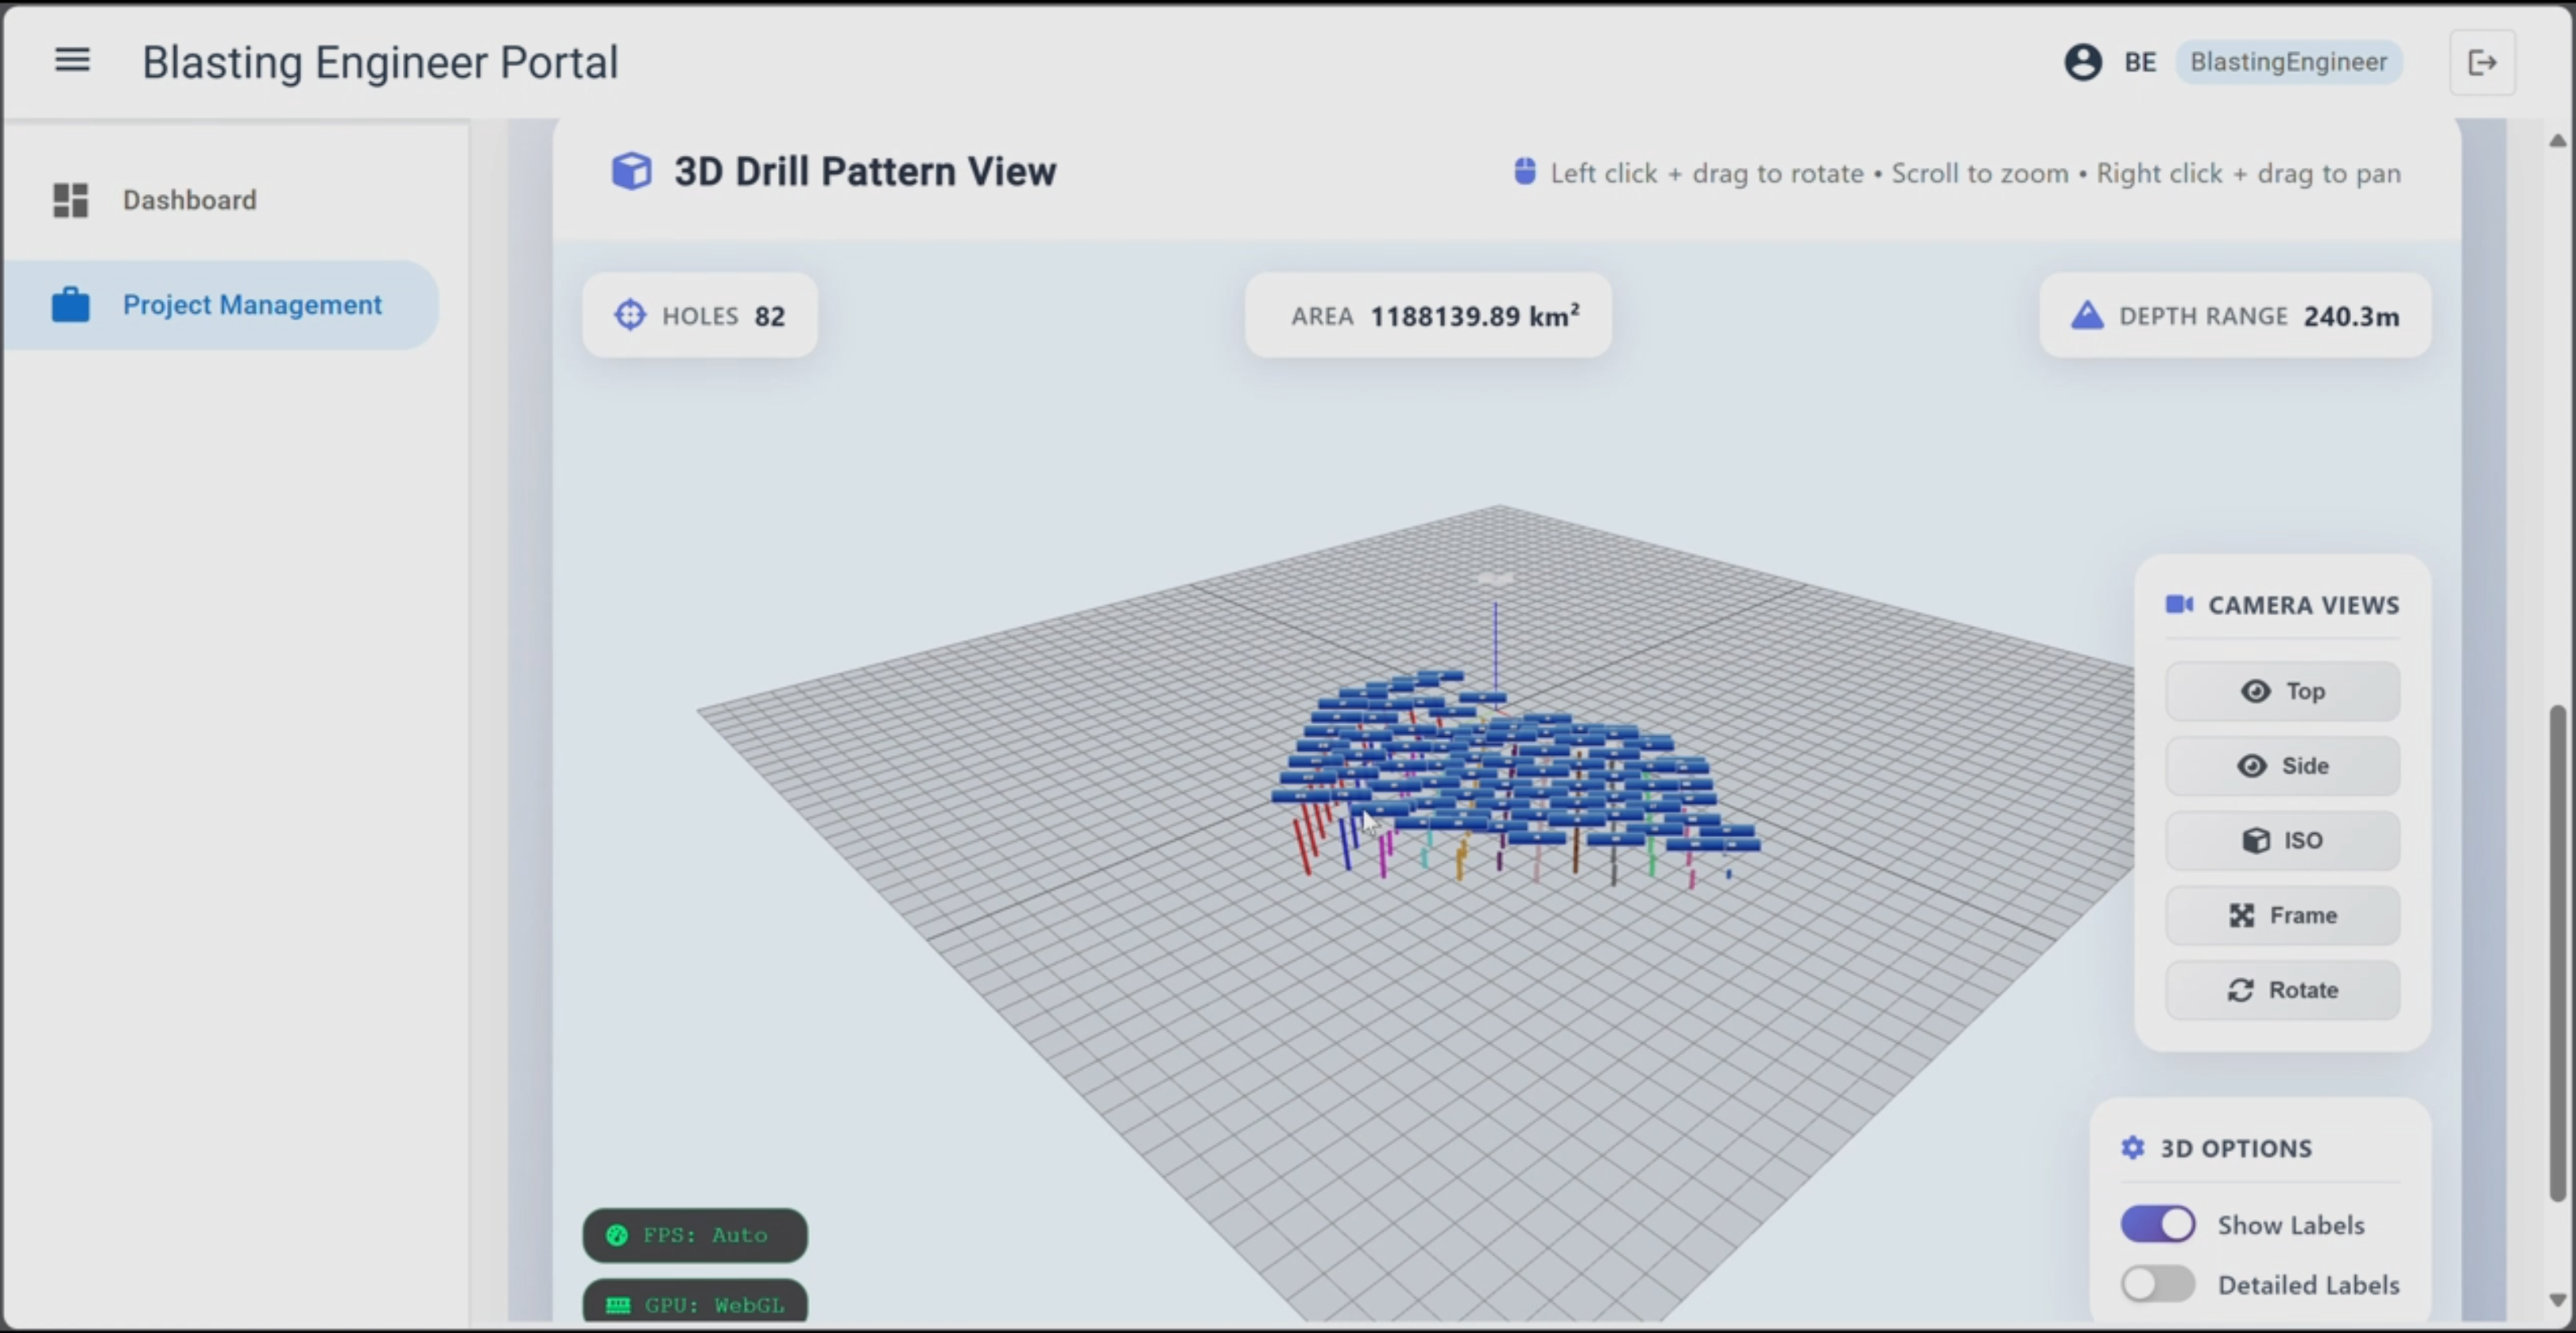 Blasting Engineer Portal
BE
BlastingEngineer
Dashboard
Project Management
3D Drill Pattern View
Left click + drag to rotate • Scroll to zoom • Right click + drag to pan
HOLES 82
AREA 1188139.89 km²
DEPTH RANGE 240.3m
CAMERA VIEWS
Top
Side
ISO
Frame
Rotate
3D OPTIONS
Show Labels
Detailed Labels
FPS: Auto
GPU: WebGL